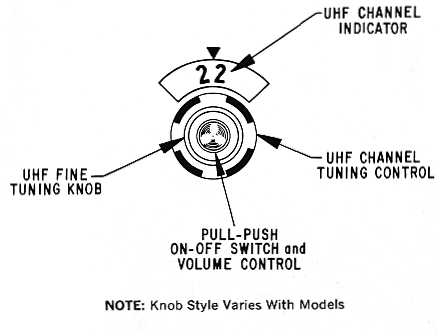 UHF CHANNEL
INDICATOR
22
UHF FINE
TUNING KNOB
UHF CHANNEL
TUNING CONTROL
PULL-PUSH
ON-OFF SWITCH and
VOLUME CONTROL
NOTE: Knob Style Varies With Models